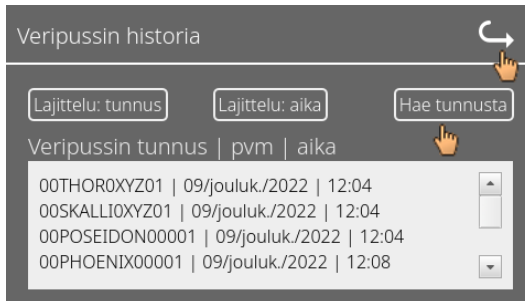 Veripussin historia
Lajittelu: tunnus Lajittelu: aika Hae tunnusta
Veripussin tunnus | pvm | aika
00THOR0XYZ01 | 09/jouluk./2022 | 12:04
00SKALLI0XYZ01 | 09/jouluk./2022 | 12:04
00POSEIDON00001 | 09/jouluk./2022 | 12:04
00PHOENIX00001 | 09/jouluk./2022 | 12:08